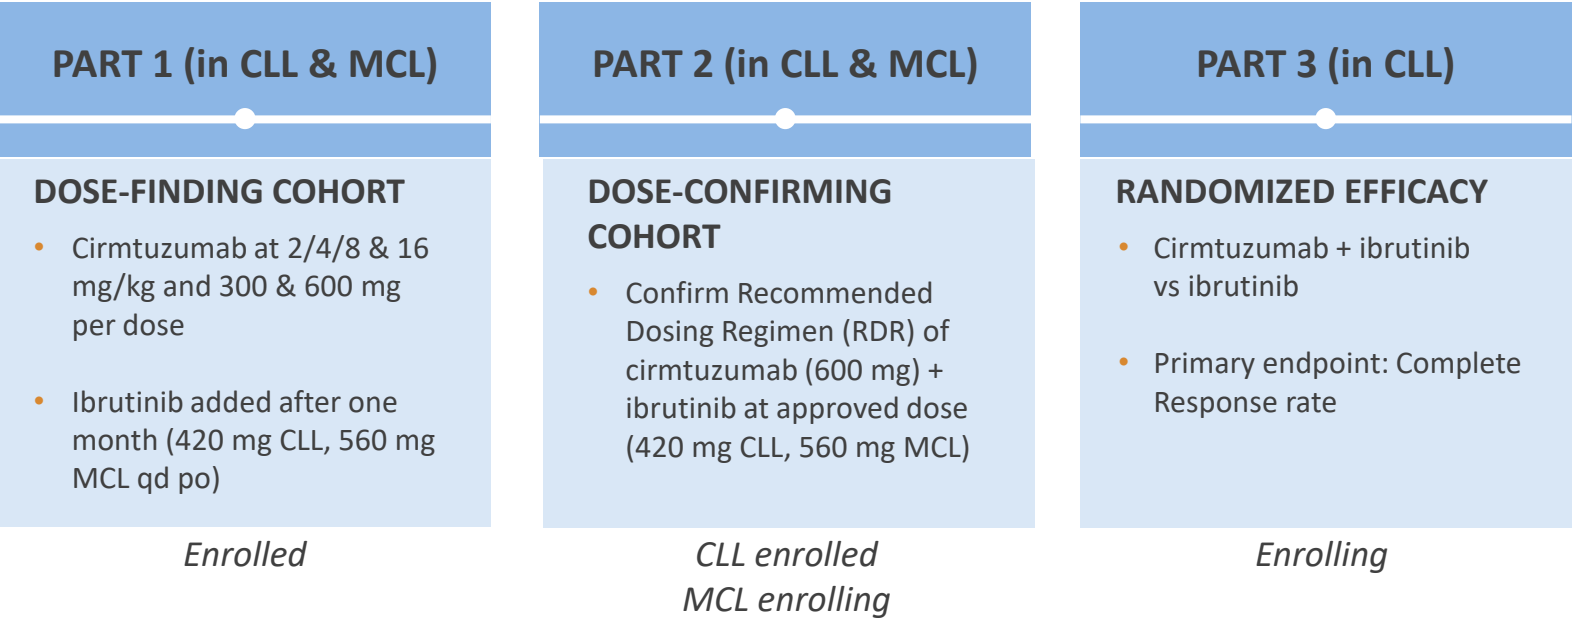 PART 1 (in CLL & MCL)
DOSE-FINDING COHORT
• Cirmtuzumab at 2/4/8 & 16
mg/kg and 300 & 600 mg
per dose
• Ibrutinib added after one
month (420 mg CLL, 560 mg
MCL qd po)
Enrolled
PART 2 (in CLL & MCL)
DOSE-CONFIRMING
COHORT
• Confirm Recommended
Dosing Regimen (RDR) of
cirmtuzumab (600 mg) +
ibrutinib at approved dose
(420 mg CLL, 560 mg MCL)
CLL enrolled
MCL enrolling
PART 3 (in CLL)
RANDOMIZED EFFICACY
• Cirmtuzumab + ibrutinib
vs ibrutinib
• Primary endpoint: Complete
Response rate
Enrolling